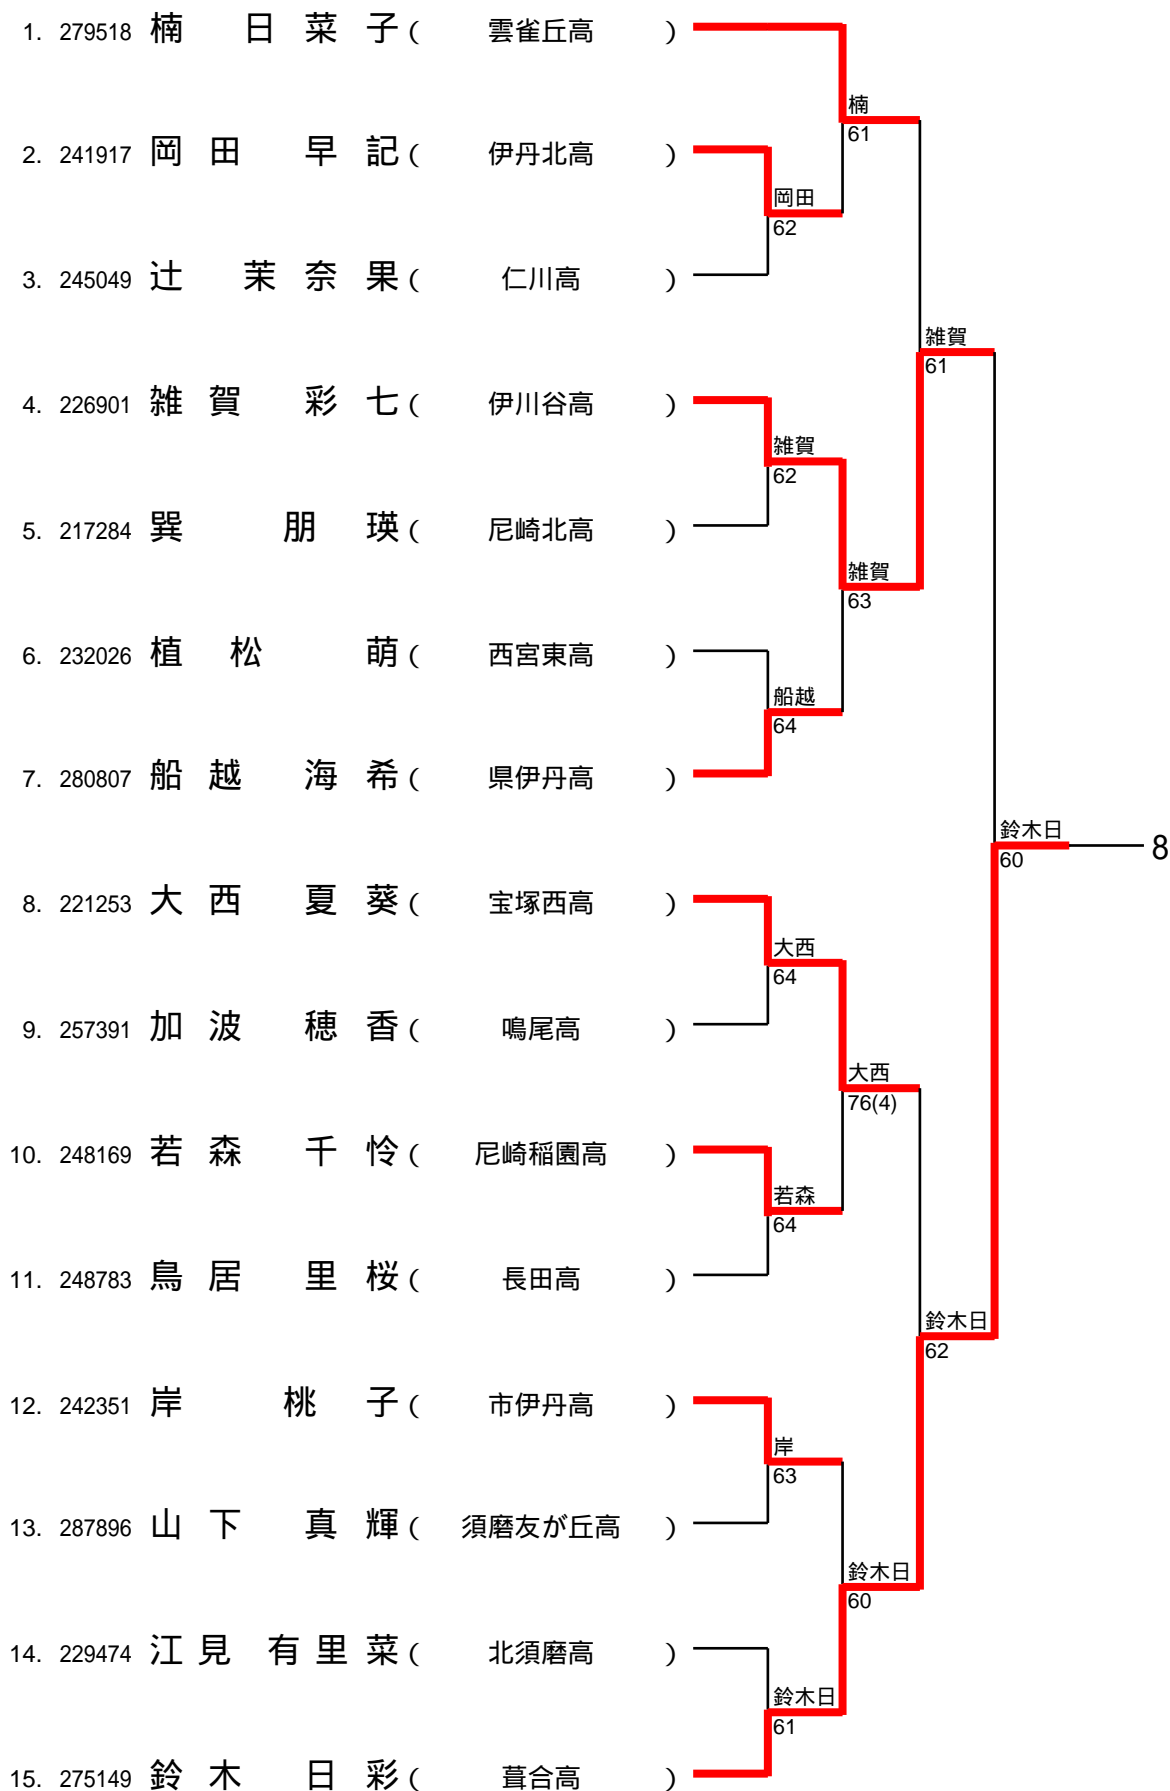 1. 279518 楠 日菜子 ( 雲雀丘高 )
楠
61
2. 241917 岡田 早記 ( 伊丹北高 )
岡田
62
3. 245049 辻 茉奈果 ( 仁川高 )
雑賀
61
4. 226901 雑賀 彩七 ( 伊川谷高 )
雑賀
62
5. 217284 巽 朋瑛 ( 尼崎北高 )
雑賀
63
6. 232026 植松 萌 ( 西宮東高 )
船越
64
7. 280807 船越 海希 ( 県伊丹高 )
鈴木日
60
8
8. 221253 大西 夏葵 ( 宝塚西高 )
大西
64
9. 257391 加波 穂香 ( 鳴尾高 )
大西
76(4)
10. 248169 若森 千怜 ( 尼崎稲園高 )
若森
64
11. 248783 鳥居 里桜 ( 長田高 )
鈴木日
62
12. 242351 岸 桃子 ( 市伊丹高 )
岸
63
13. 287896 山下 真輝 ( 須磨友が丘高 )
鈴木日
60
14. 229474 江見 有里菜 ( 北須磨高 )
鈴木日
61
15. 275149 鈴木 日彩 ( 葺合高 )